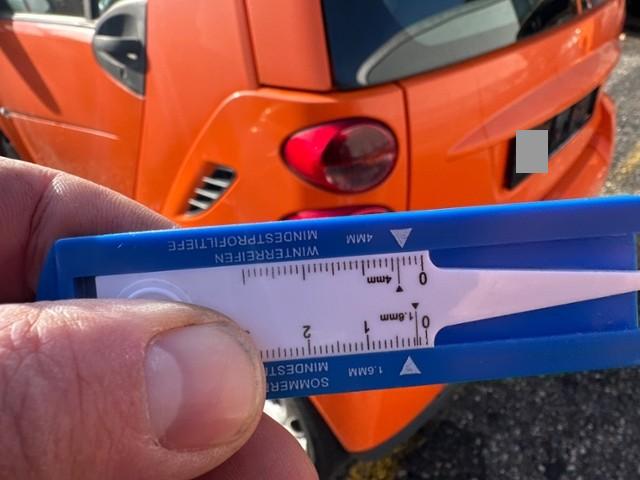 1.6MM
SOMMER
MINDEST
0 1 2
1.6mm
4mm
0
4MM
WINTERREIFEN
MINDESTPROFILTIEFE